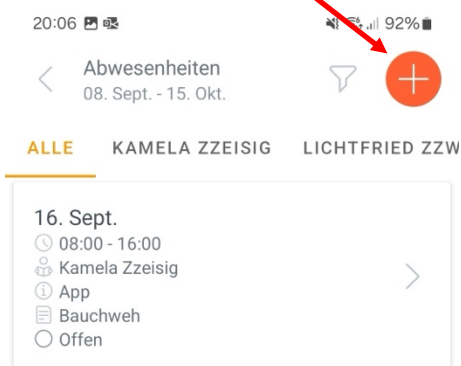 20:06 92%
Abwesenheiten
08. Sept. - 15. Okt.
ALLE KAMELA ZZEISIG LICHTFRIED ZZW
16. Sept.
08:00 - 16:00
Kamela Zzeisig
App
Bauchweh
Offen